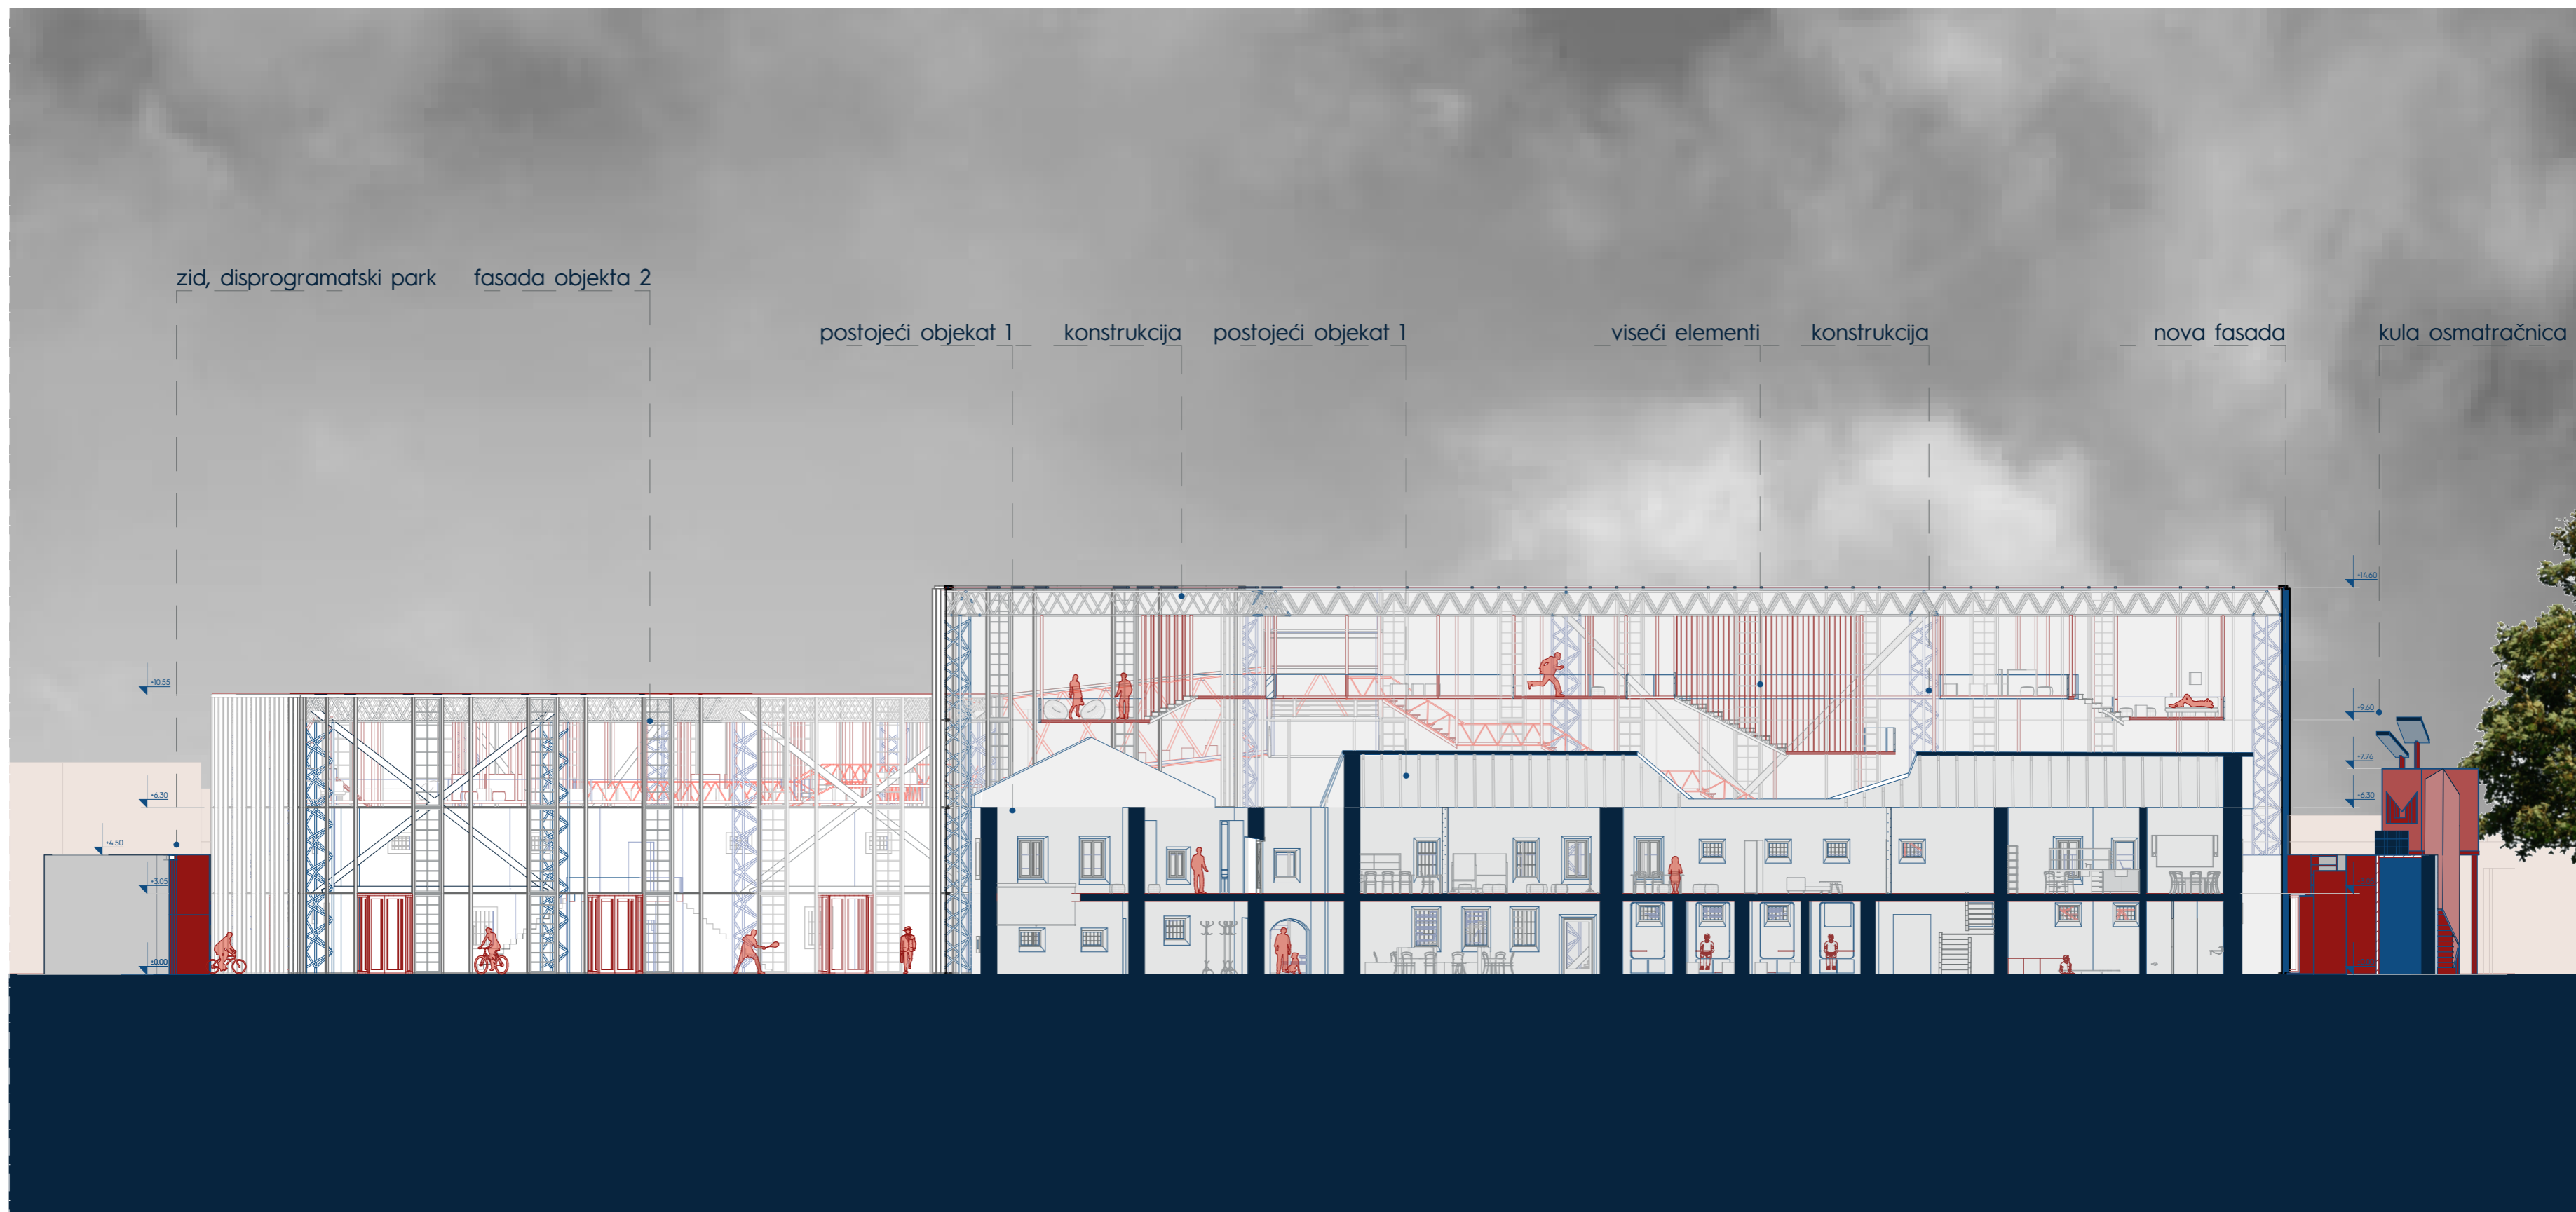 zid, disprogramatski park
fasada objekta 2
postojeći objekat 1
konstrukcija
postojeći objekat 1
viseći elementi
konstrukcija
nova fasada
kula osmatračnica
+14.60
+10.55
+9.60
+7.76
+6.30
+6.30
+4.50
+3.05
±0.00